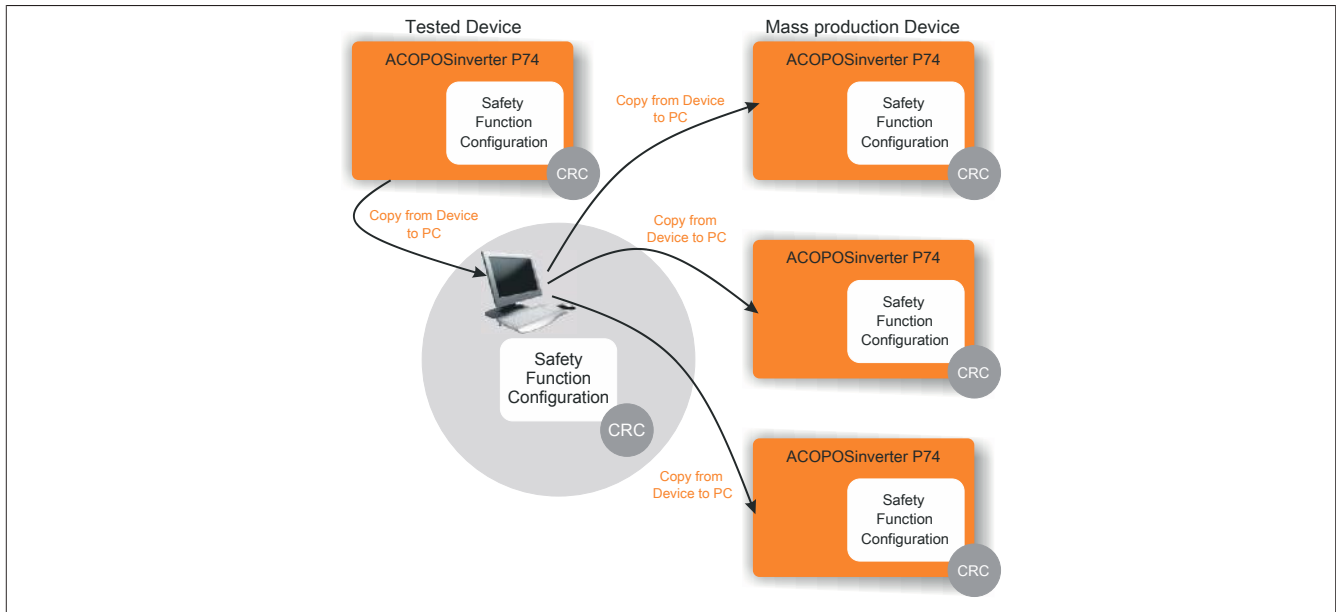 Tested Device
ACOPOSinverter P74
Safety
Function
Configuration
CRC
Copy from Device
to PC
Safety
Function
Configuration
CRC
Mass production Device
ACOPOSinverter P74
Safety
Function
Configuration
CRC
Copy from Device
to PC
ACOPOSinverter P74
Safety
Function
Configuration
CRC
Copy from
Device to PC
ACOPOSinverter P74
Safety
Function
Configuration
CRC
Copy from
Device to PC